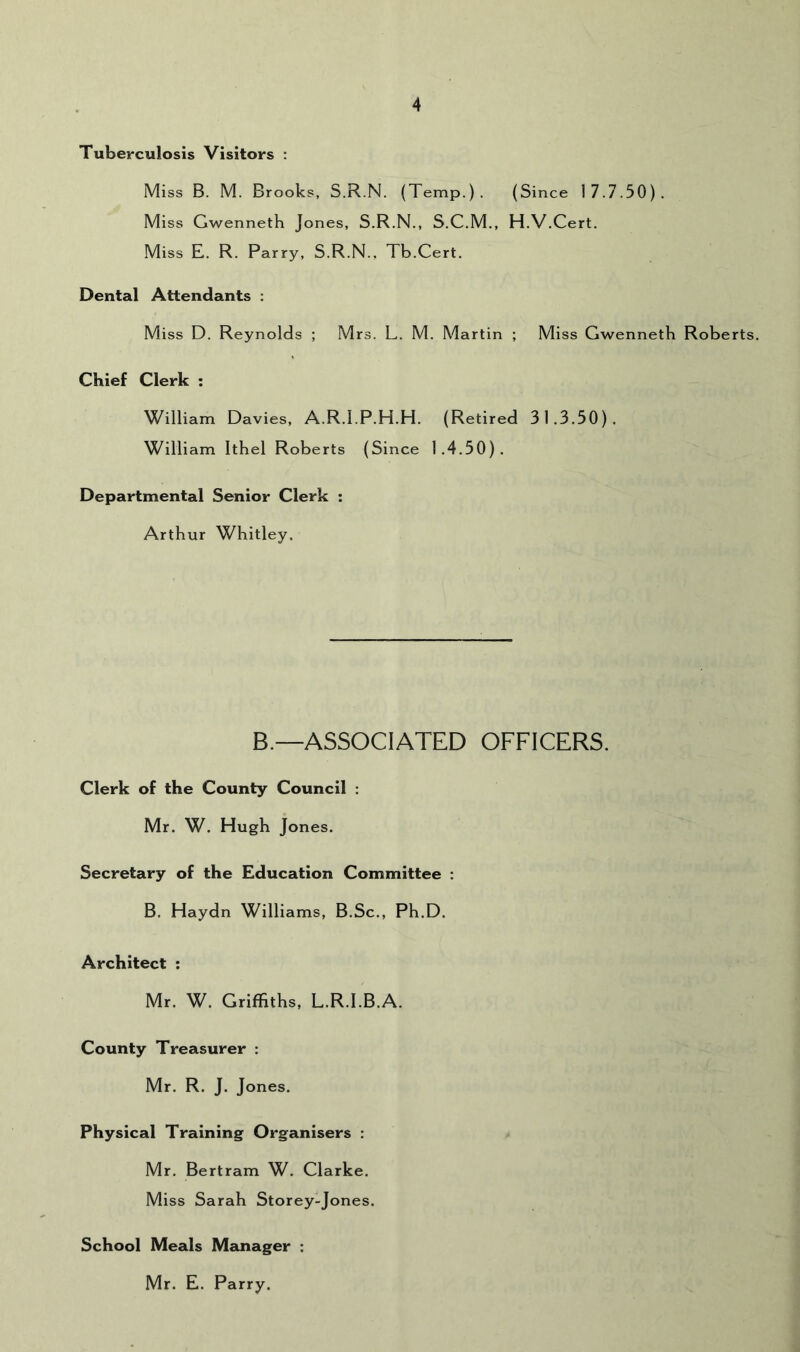 4
Tuberculosis Visitors :
Miss B. M. Brooks, S.R.N. (Temp.). (Since 17.7.50).
Miss Gwenneth Jones, S.R.N., S.C.M., H.V.Cert.
Miss E. R. Parry, S.R.N., Tb.Cert.
Dental Attendants :
Miss D. Reynolds ; Mrs. L. M. Martin ; Miss Gwenneth Roberts.
Chief Clerk :
William Davies, A.R.I.P.H.H. (Retired 31.3.50).
William Ithel Roberts (Since 1.4.50).
Departmental Senior Clerk :
Arthur Whitley.
B.—ASSOCIATED OFFICERS.
Clerk of the County Council :
Mr. W. Hugh Jones.
Secretary of the Education Committee :
B. Haydn Williams, B.Sc., Ph.D.
Architect :
Mr. W. Griffiths, L.R.I.B.A.
County Treasurer :
Mr. R. J. Jones.
Physical Training Organisers :
Mr. Bertram W. Clarke.
Miss Sarah Storey-Jones.
School Meals Manager :
Mr. E. Parry.